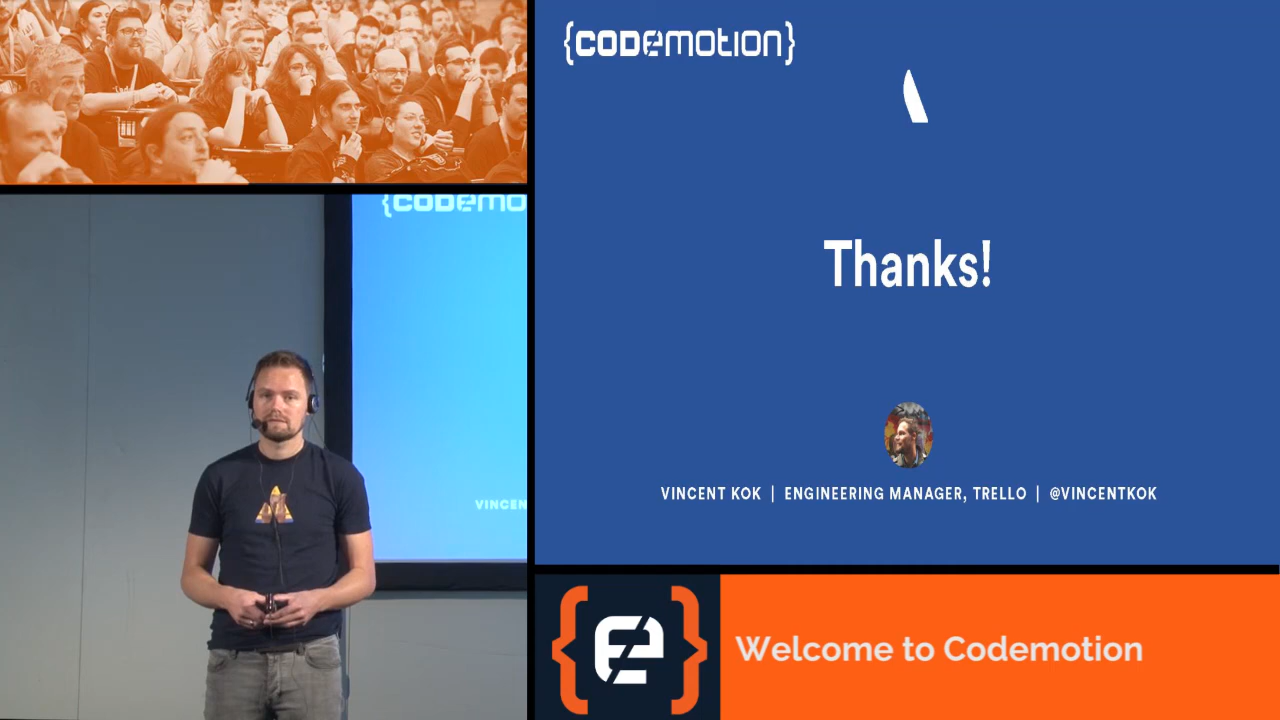 {codemotion}
Thanks!
VINCENT KOK | ENGINEERING MANAGER, TRELLO | @VINCENTKOK
{codemo
VINCEN
Welcome to Codemotion